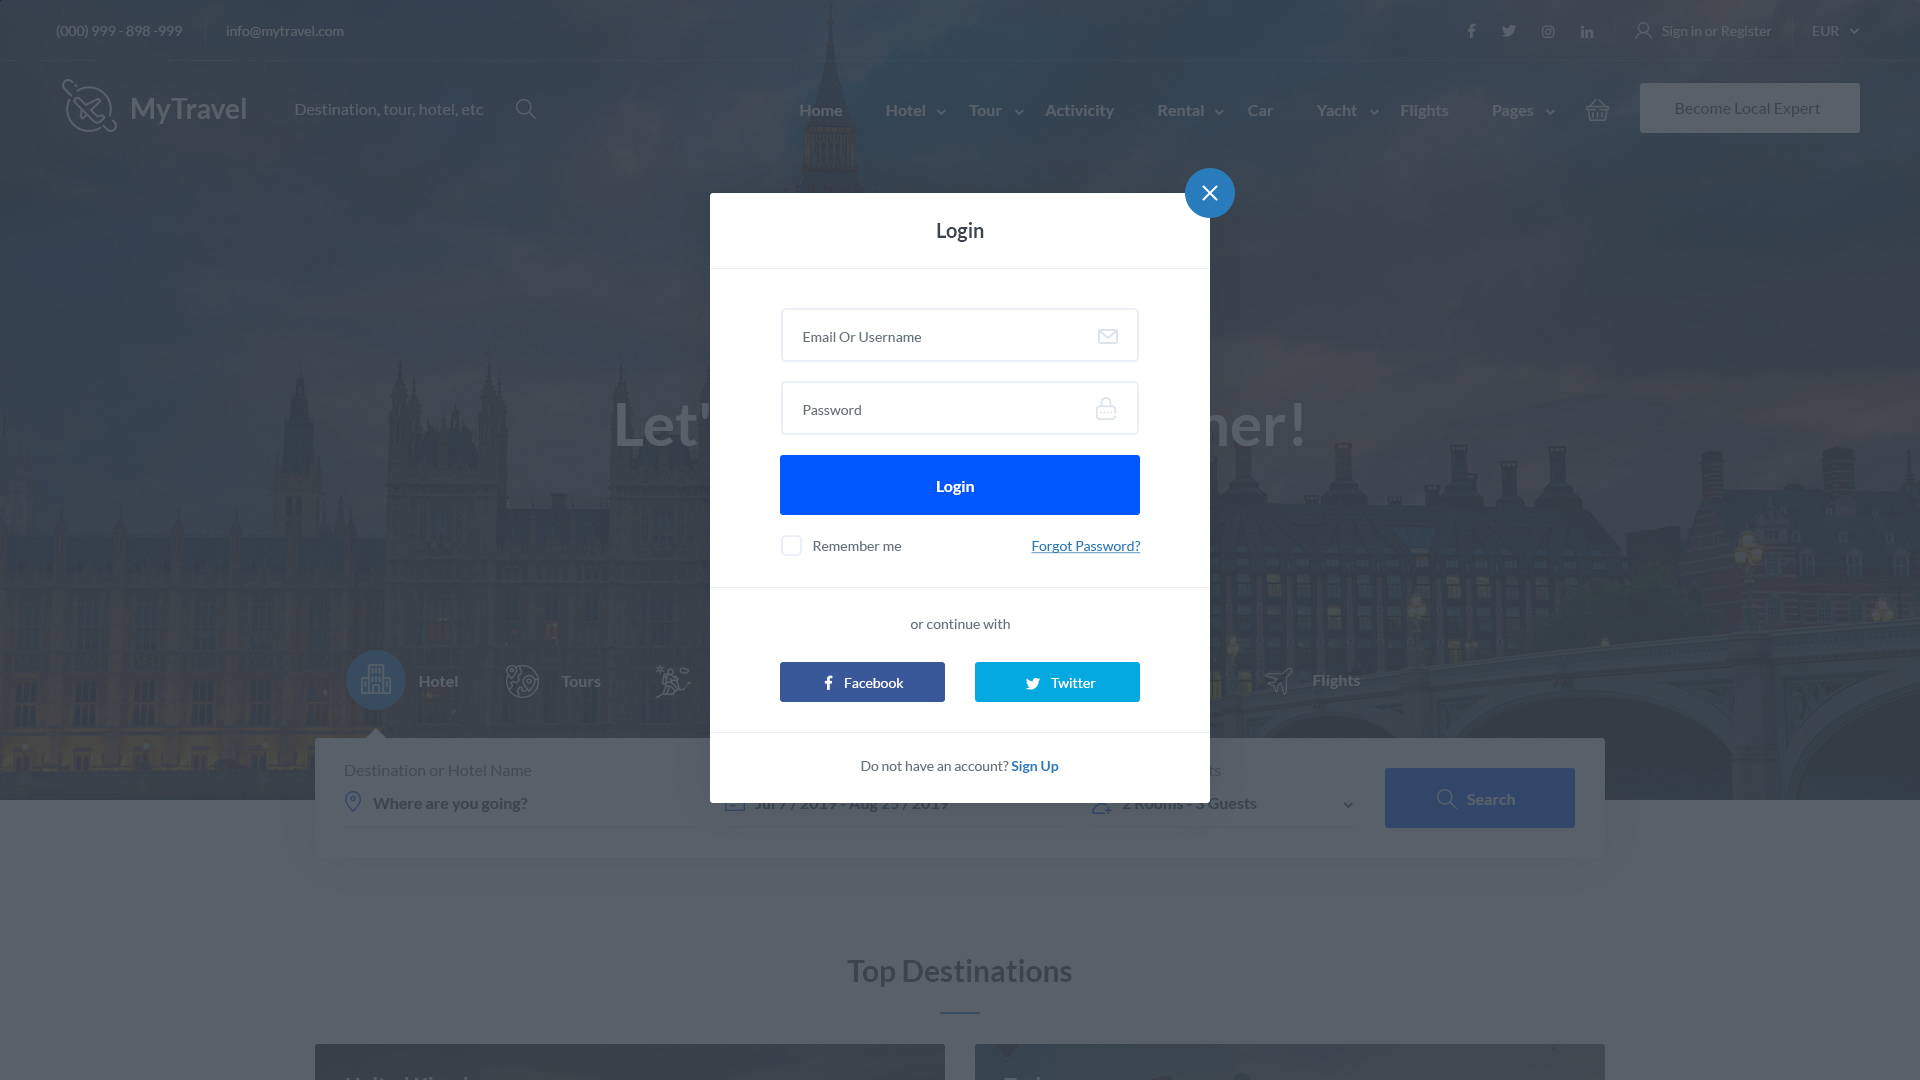 (000) 999 - 898 -999
info@mytravel.com
Sign in or Register
EUR
MyTravel
Destination, tour, hotel, etc
Home
Hotel
Tour
Activicity
Rental
Car
Yacht
Flights
Pages
Become Local Expert
Login
Email Or Username
Password
Login
Remember me
Forgot Password?
or continue with
Facebook
Twitter
Do not have an account? Sign Up
Let'
her!
Hotel
Tours
Flights
Destination or Hotel Name
Where are you going?
Jul 7 / 2019 - Aug 25 / 2019
2 Rooms - 3 Guests
Search
Top Destinations